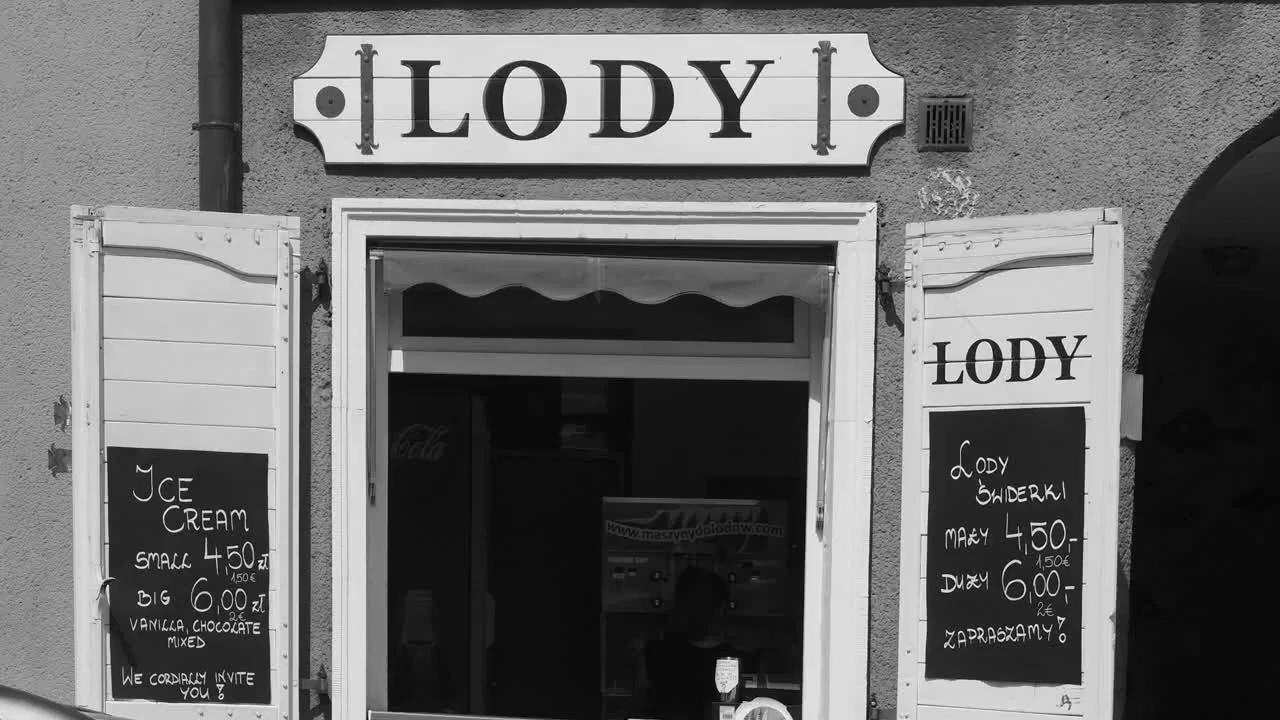 LODY
ICE
CREAM
SMALL 4,50 zł
1,50€
BIG 6,00 zł
2€
VANILLA, CHOCOLATE
MIXED
WE CORDIALLY INVITE
YOU!
Cola
www.maszynydolodow.com
LODY
LODY
ŚWIDERKI
MAŁY 4,50,-
1,50€
DUŻY 6,00,-
2€
ZAPRASZAMY!